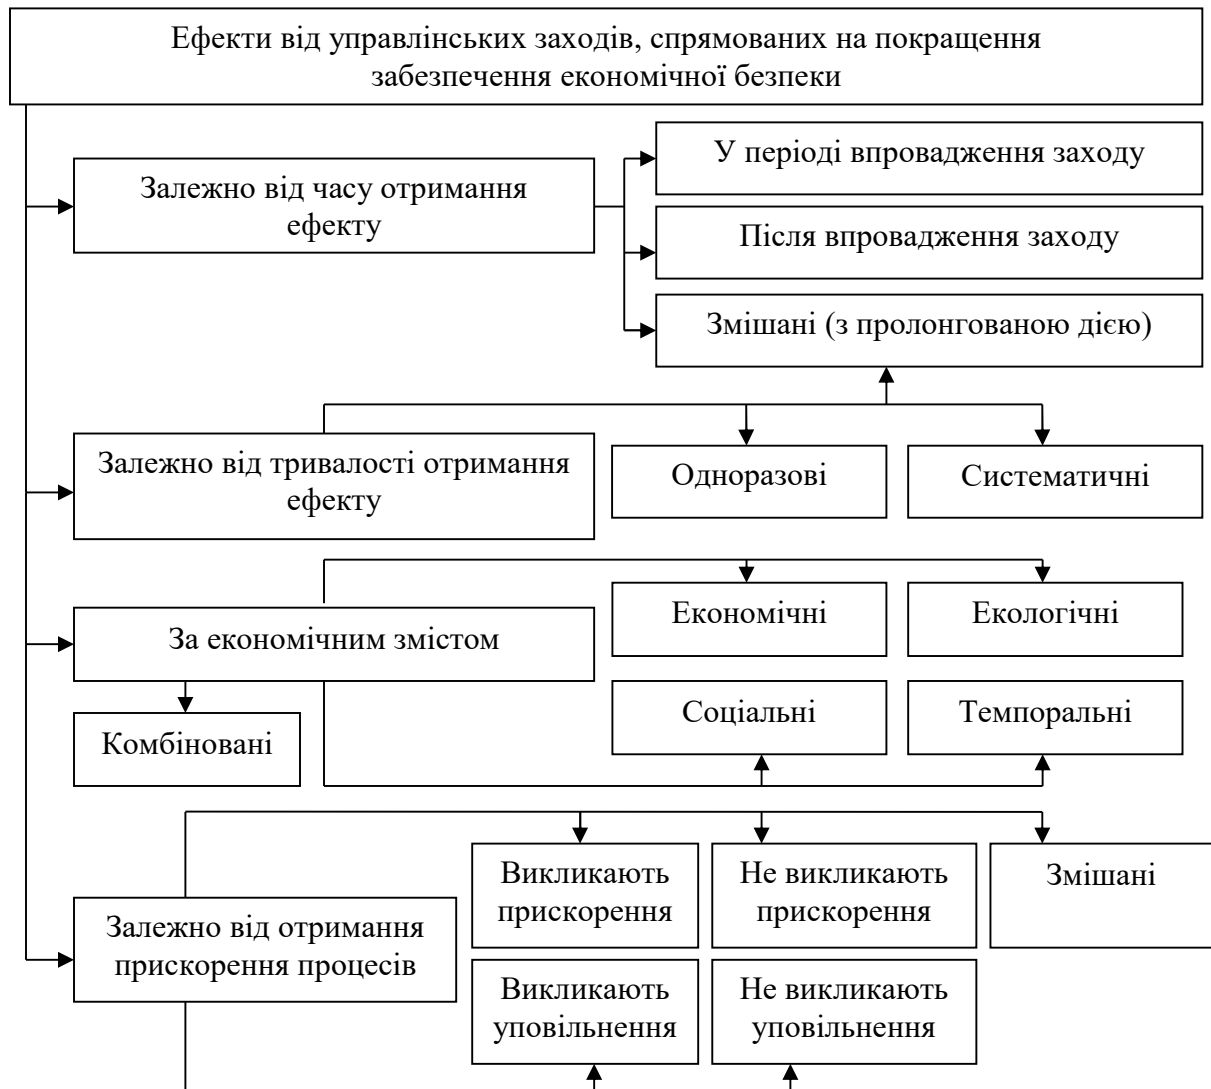 Ефекти від управлінських заходів, спрямованих на покращення
забезпечення економічної безпеки
У періоді впровадження заходу
Залежно від часу отримання
ефекту
Після впровадження заходу
Змішані (з пролонгованою дією)
Залежно від тривалості отримання
ефекту
Одноразові
Систематичні
Економічні
Екологічні
За економічним змістом
Соціальні
Темпоральні
Комбіновані
Викликають
прискорення
Не викликають
прискорення
Змішані
Залежно від отримання
прискорення процесів
Викликають
уповільнення
Не викликають
уповільнення